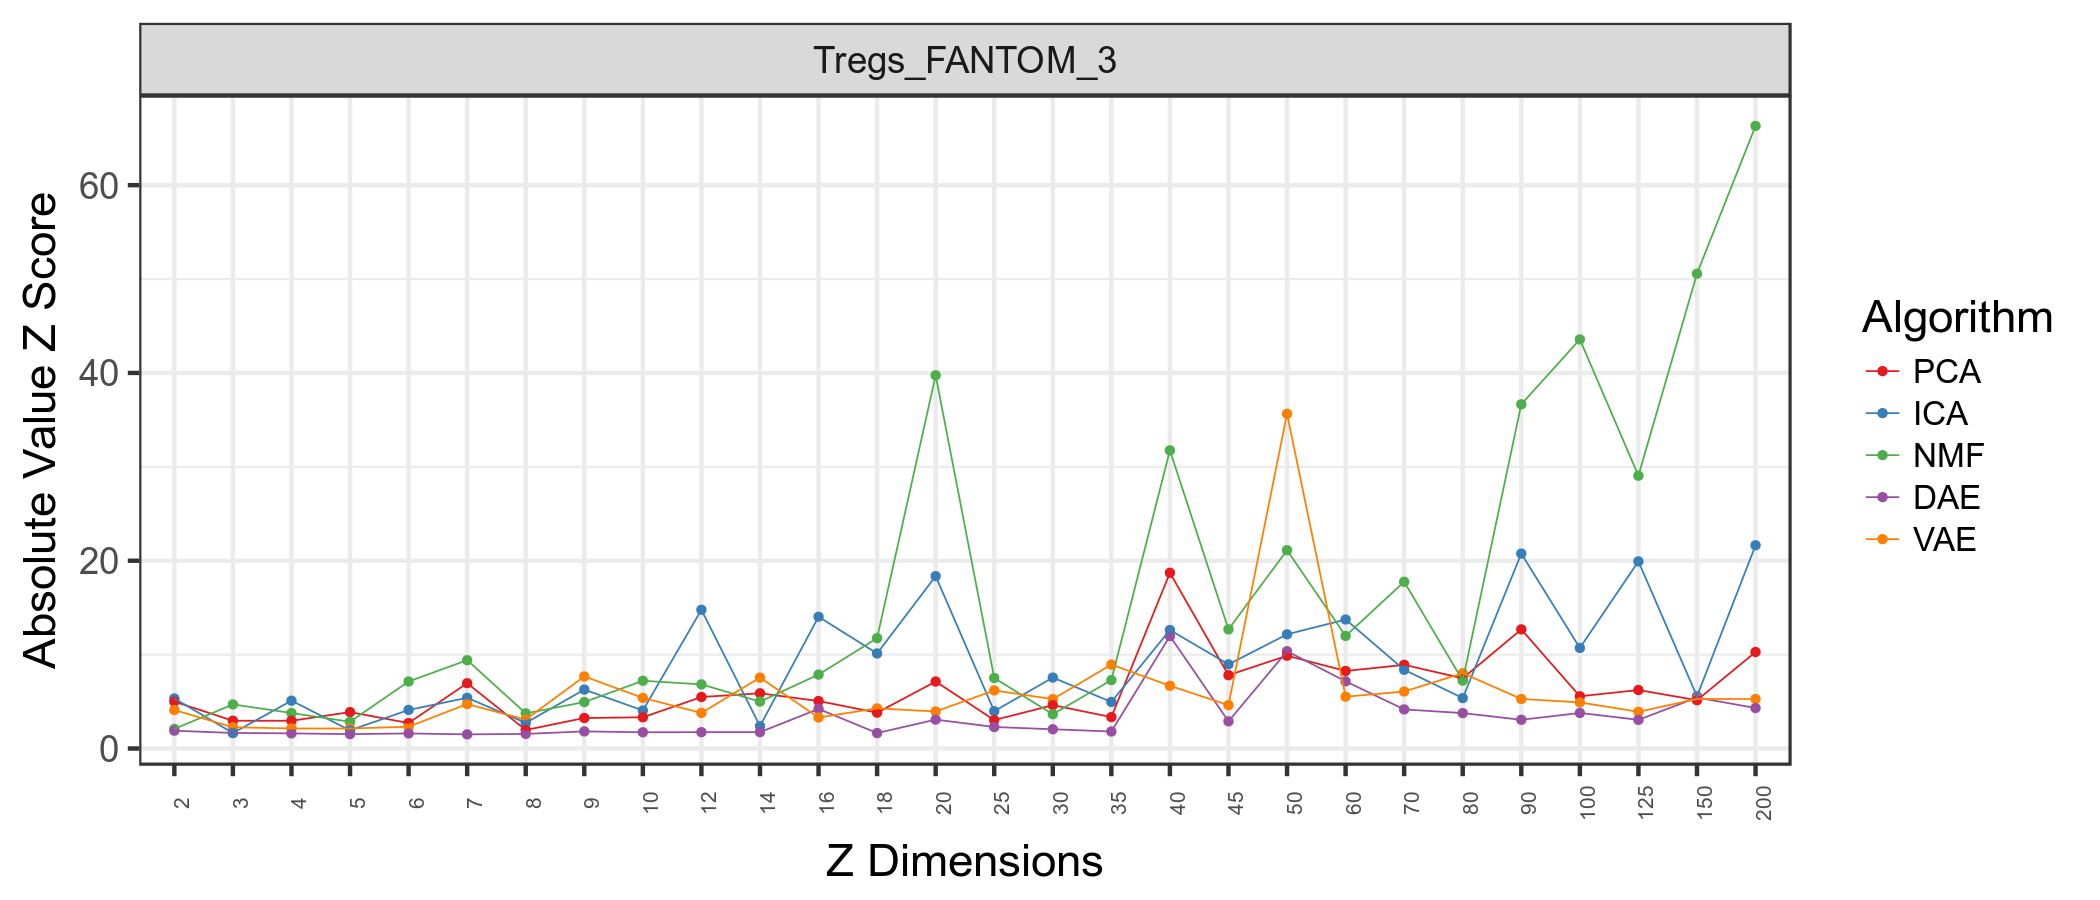 Tregs_FANTOM_3
Absolute Value Z Score
60
40
20
0
2 3 4 5 6 7 8 9 10 12 14 16 18 20 25 30 35 40 45 50 60 70 80 90 100 125 150 200
Z Dimensions
Algorithm
PCA
ICA
NMF
DAE
VAE